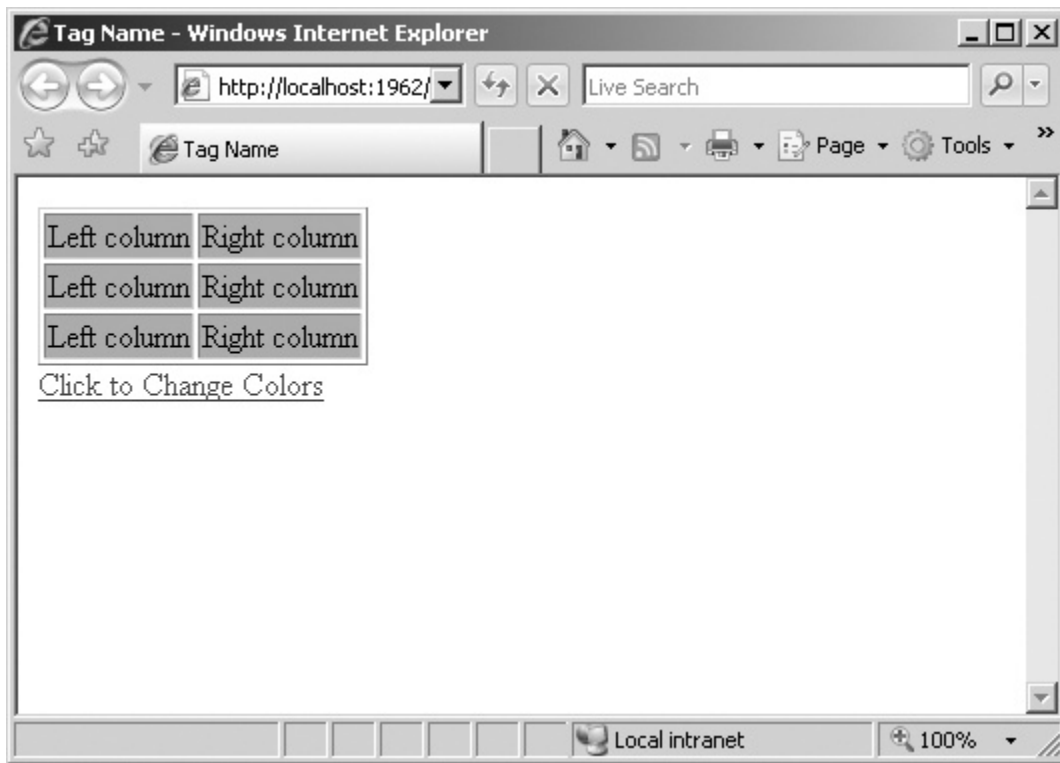 Tag Name - Windows Internet Explorer
http://localhost:1962/
Live Search
Tag Name
Page
Tools
»
Left column Right column
Left column Right column
Left column Right column
Click to Change Colors
Local intranet
100%